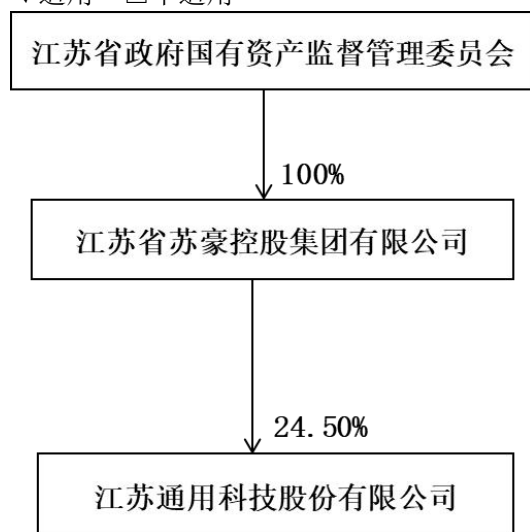 江苏省政府国有资产监督管理委员会
100%
江苏省苏豪控股集团有限公司
24.50%
江苏通用科技股份有限公司